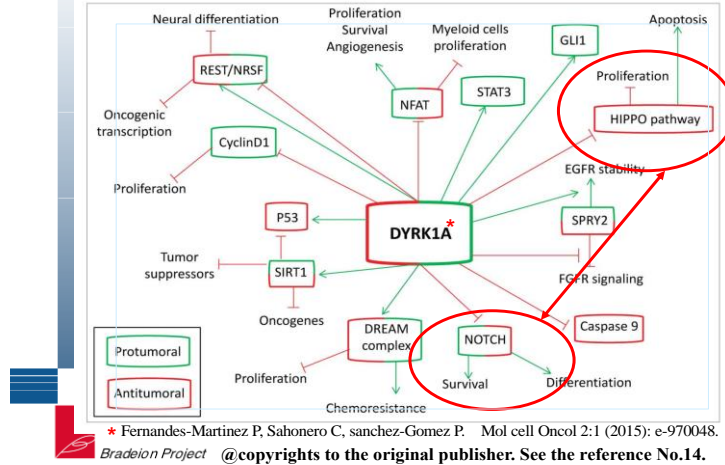 Neural differentiation
Proliferation
Survival
Angiogenesis
Myeloid cells
proliferation
GLI1
Apoptosis
REST/NRSF
NFAT
STAT3
Proliferation
HIPPO pathway
Oncogenic
transcription
CyclinD1
Proliferation
EGFR stability
P53
DYRK1A*
SPRY2
Tumor
suppressors
SIRT1
FGFR signaling
Oncogenes
DREAM
complex
NOTCH
Caspase 9
Protumoral
Antitumoral
Proliferation
Survival
Differentiation
Chemoresistance
* Fernandes-Martinez P, Sahonero C, sanchez-Gomez P. Mol cell Oncol 2:1 (2015): e-970048.
Bradeion Project @copyrights to the original publisher. See the reference No.14.